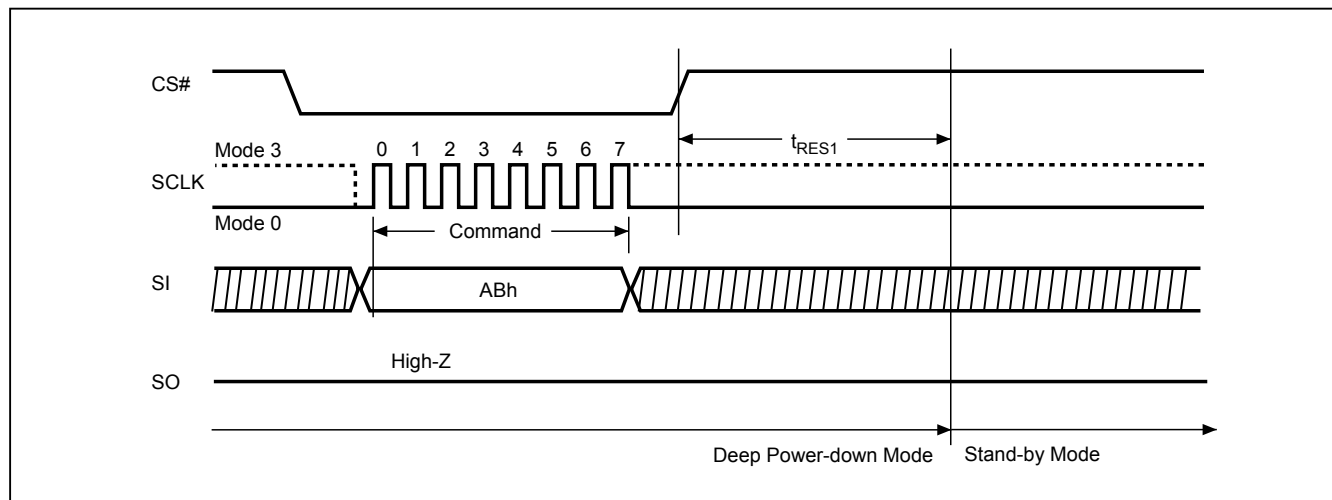 CS#
t_RES1
Mode 3
0 1 2 3 4 5 6 7
SCLK
Mode 0
Command
SI
ABh
High-Z
SO
Deep Power-down Mode
Stand-by Mode